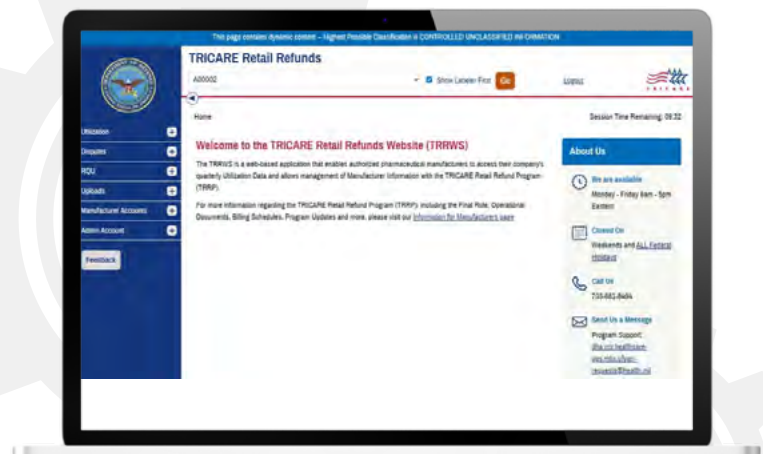 This page contains dynamic content – Highest Possible Classification is CONTROLLED UNCLASSIFIED INFORMATION
TRICARE Retail Refunds
A00002
Show Labeler First
Go
Logout
TRICARE
Home
Session Time Remaining: 09:32
Utilization
Disputes
RQU
Uploads
Manufacturer Accounts
Admin Account
Feedback
Welcome to the TRICARE Retail Refunds Website (TRRWS)
The TRRWS is a web-based application that enables authorized pharmaceutical manufacturers to access their company's
quarterly Utilization Data and allows management of Manufacturer Information with the TRICARE Retail Refund Program
(TRRP).
For more information regarding the TRICARE Retail Refund Program (TRRP) including the Final Rule, Operational
Documents, Billing Schedules, Program Updates and more, please visit our Information for Manufacturers page
About Us
We are available
Monday - Friday 8am - 5pm
Eastern
Closed On
Weekends and ALL Federal
Holidays
Call Us
Send Us a Message
Program Support: